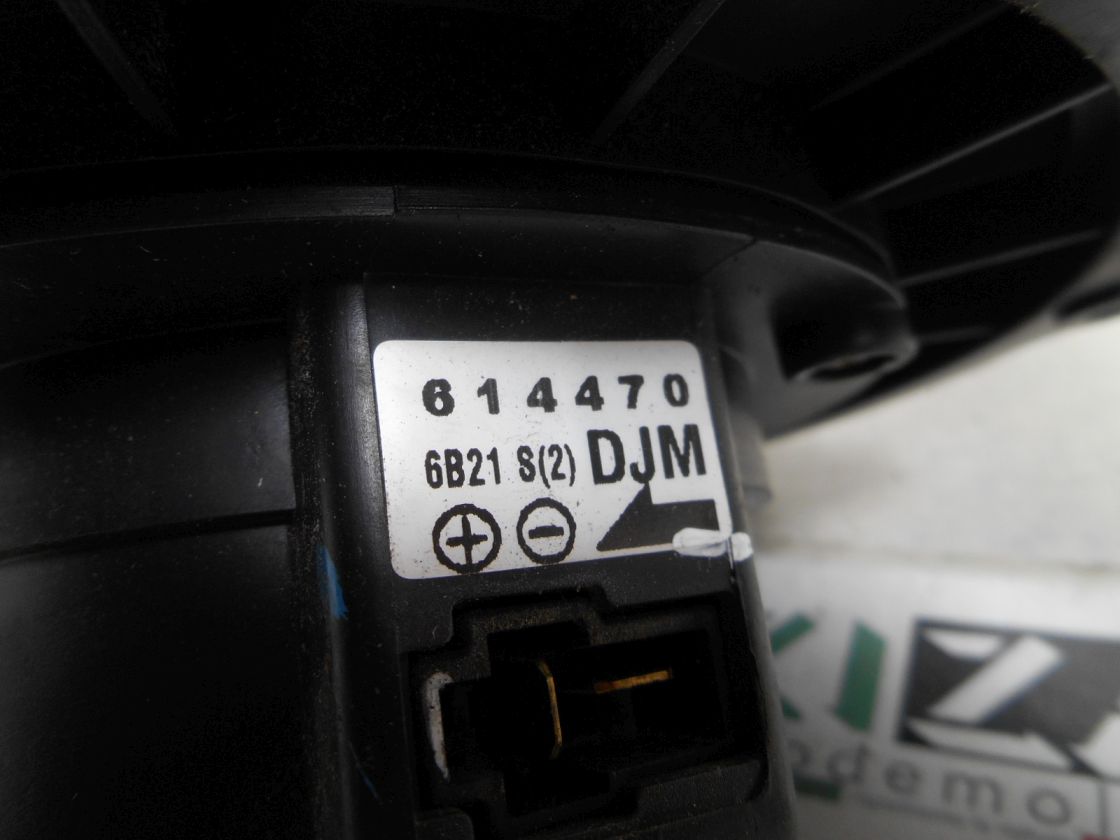 614470
6B21 S(2) DJM
+ -